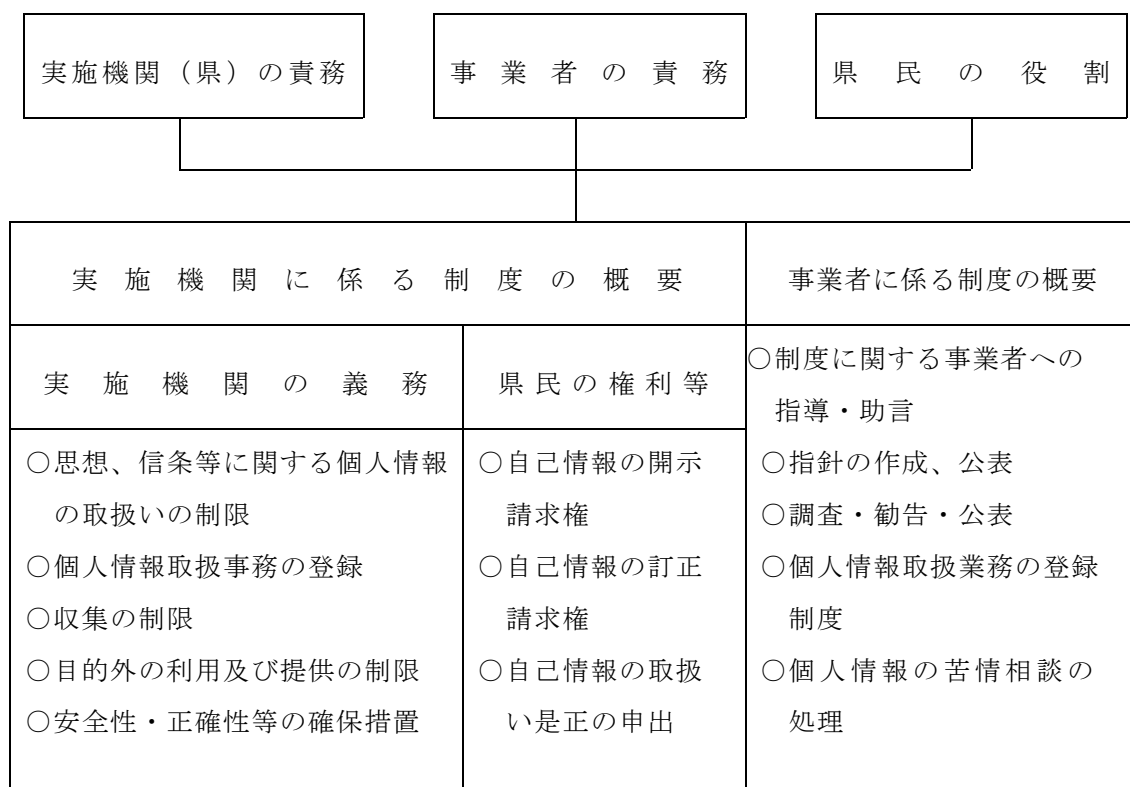 実施機関（県）の責務
事業者の責務
県民の役割
実施機関に係る制度の概要
事業者に係る制度の概要
実施機関の義務
県民の権利等
○思想、信条等に関する個人情報
の取扱いの制限
○個人情報取扱事務の登録
○収集の制限
○目的外の利用及び提供の制限
○安全性・正確性等の確保措置
○自己情報の開示
請求権
○自己情報の訂正
請求権
○自己情報の取扱
い是正の申出
○制度に関する事業者への
指導・助言
○指針の作成、公表
○調査・勧告・公表
○個人情報取扱業務の登録
制度
○個人情報の苦情相談の
処理